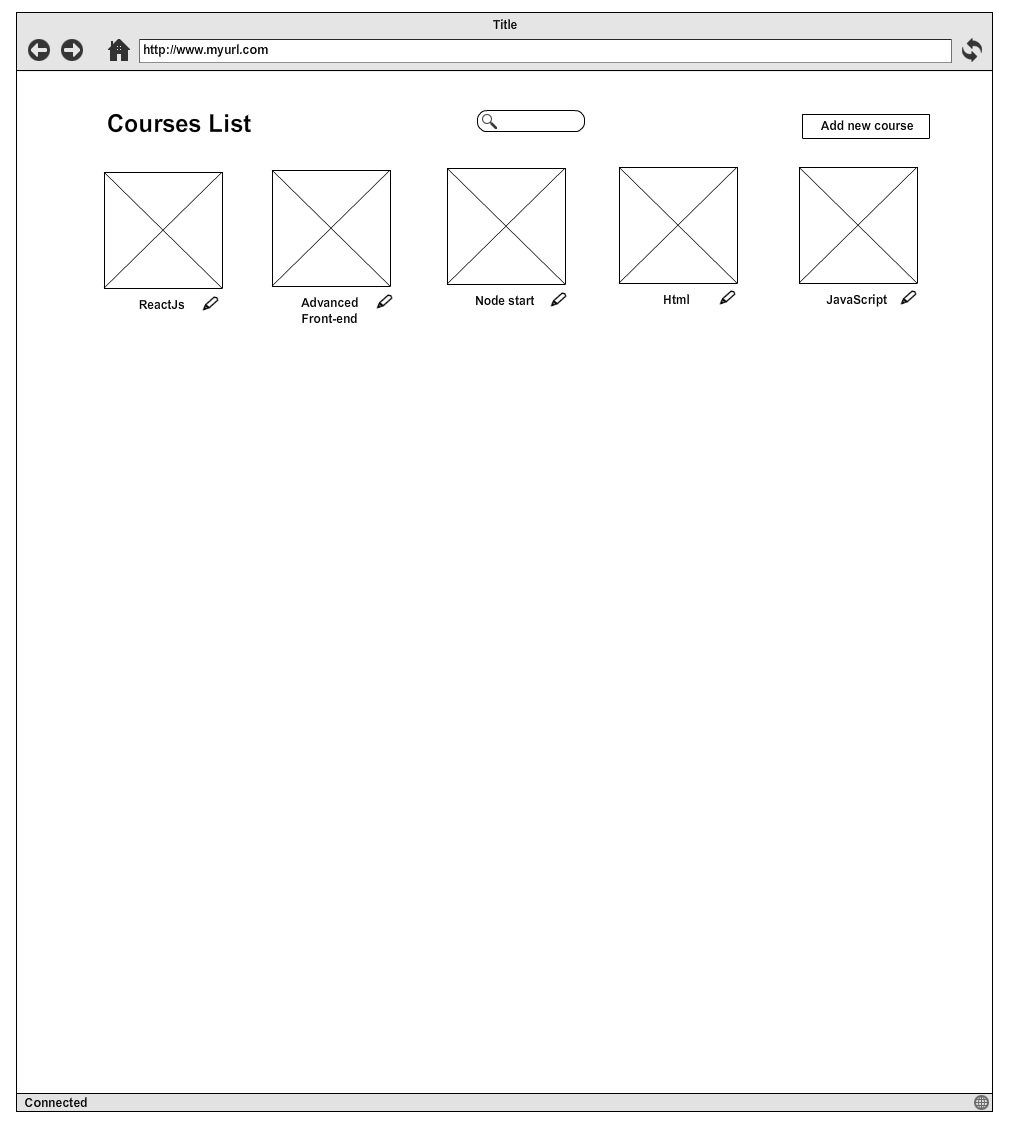 Title
http://www.myurl.com
Courses List
Add new course
ReactJs
Advanced
Front-end
Node start
Html
JavaScript
Connected